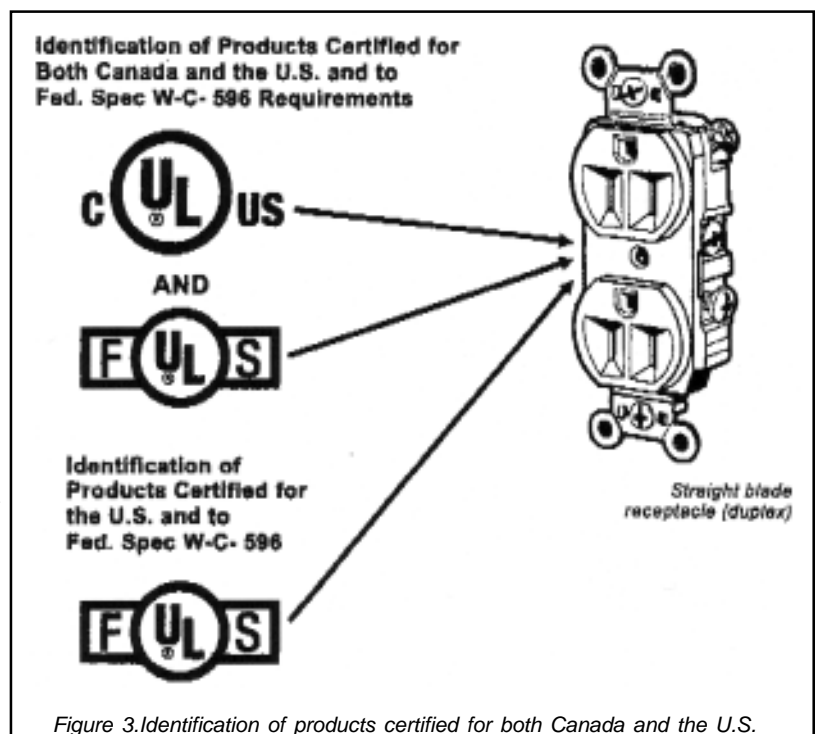 Identification of Products Certified for
Both Canada and the U.S. and to
Fed. Spec W-C- 596 Requirements
C UL® US
AND
F UL® S
Identification of
Products Certified for
the U.S. and to
Fed. Spec W-C- 596
F UL® S
Straight blade
receptacle (duplex)
Figure 3.Identification of products certified for both Canada and the U.S.